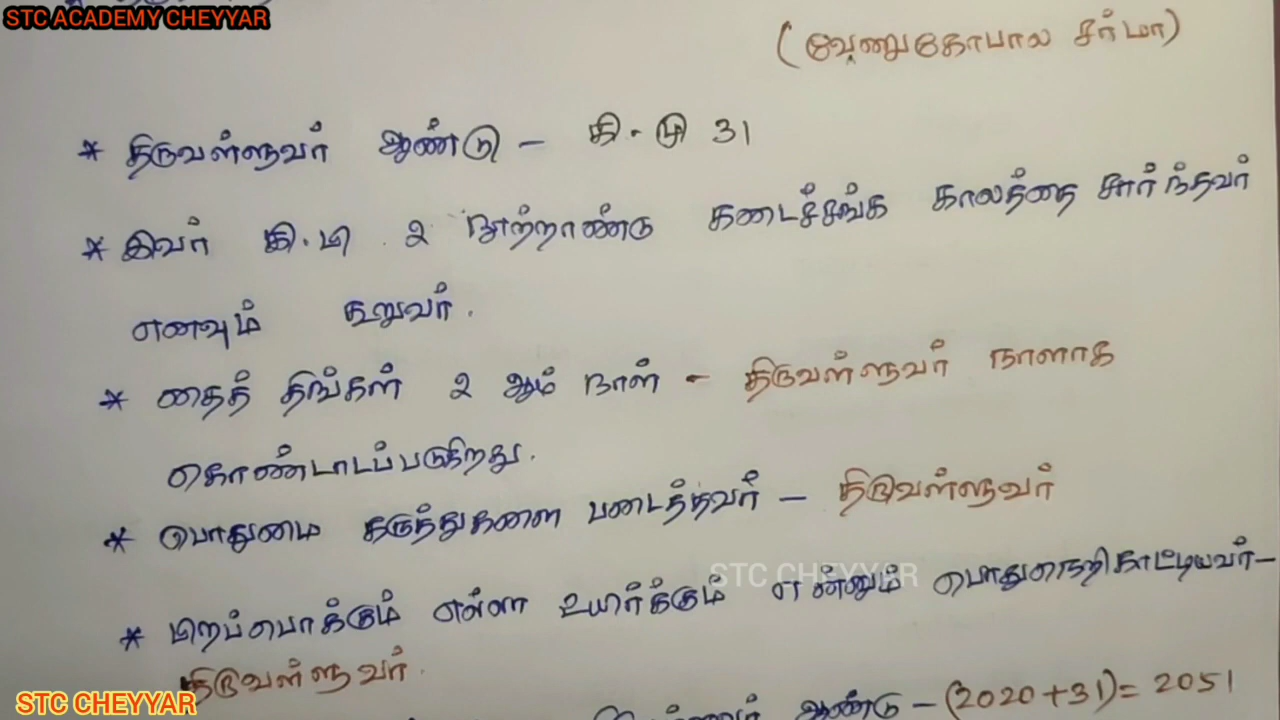 STC ACADEMY CHEYYAR
(வேணுகோபால சர்மா)
* திருவள்ளுவர் ஆண்டு - கி.மு 31
* இவர் கி.பி 2 நூற்றாண்டு கடைச்சங்க காலத்தை சார்ந்தவர்
எனவும் கூறுவர்.
* தைத் திங்கள் 2 ஆம் நாள் - திருவள்ளுவர் நாளாக
கொண்டாடப்படுகிறது.
* பொதுமை கருத்துகளை படைத்தவர் - திருவள்ளுவர்
STC CHEYYAR
* பிறப்பொக்கும் எல்லா உயிர்க்கும் என்னும் பொதுநெறிகாட்டியவர் -
திருவள்ளுவர்.
ஆண்டு - (2020+31) = 2051
STC CHEYYAR